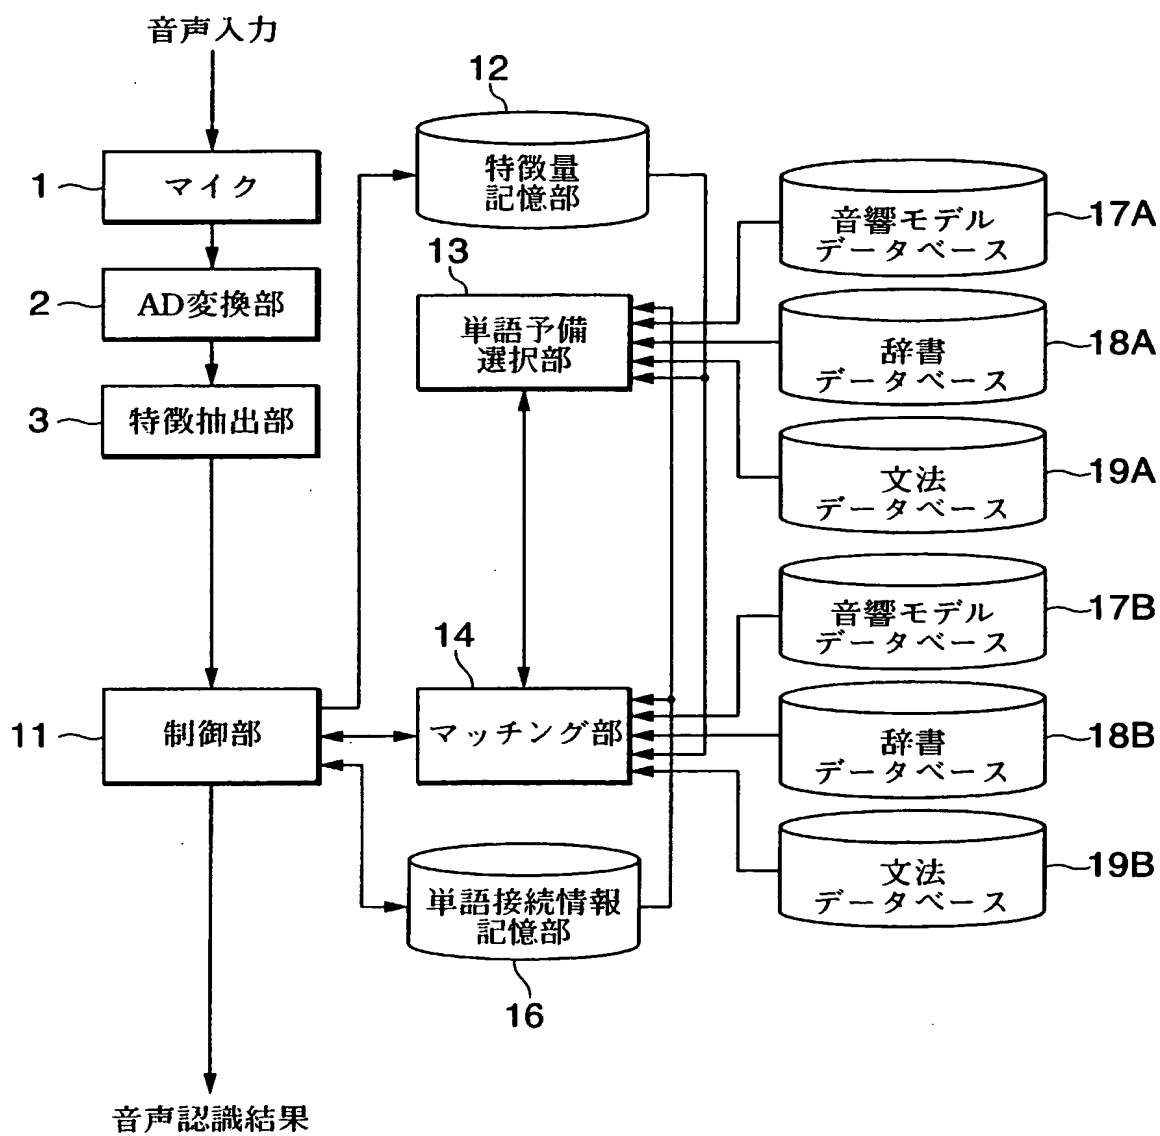 音声入力
1
マイク
2
AD変換部
3
特徴抽出部
11
制御部
音声認識結果
12
特徴量
記憶部
13
単語予備
選択部
14
マッチング部
単語接続情報
記憶部
16
音響モデル
データベース
17A
辞書
データベース
18A
文法
データベース
19A
音響モデル
データベース
17B
辞書
データベース
18B
文法
データベース
19B